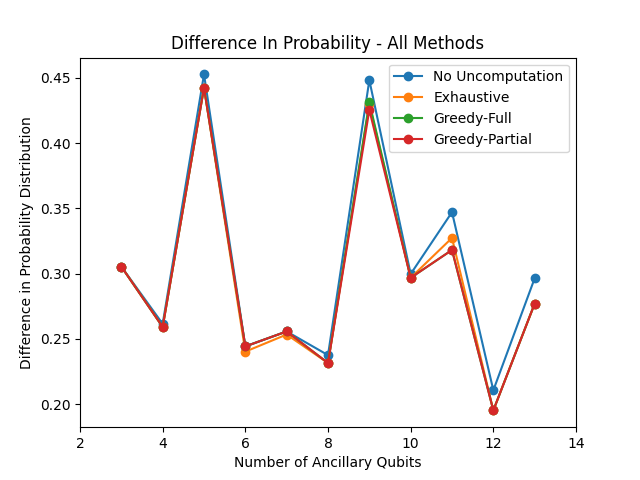 Difference In Probability - All Methods
No Uncomputation
Exhaustive
Greedy-Full
Greedy-Partial
Difference in Probability Distribution
0.45
0.40
0.35
0.30
0.25
0.20
2 4 6 8 10 12 14
Number of Ancillary Qubits